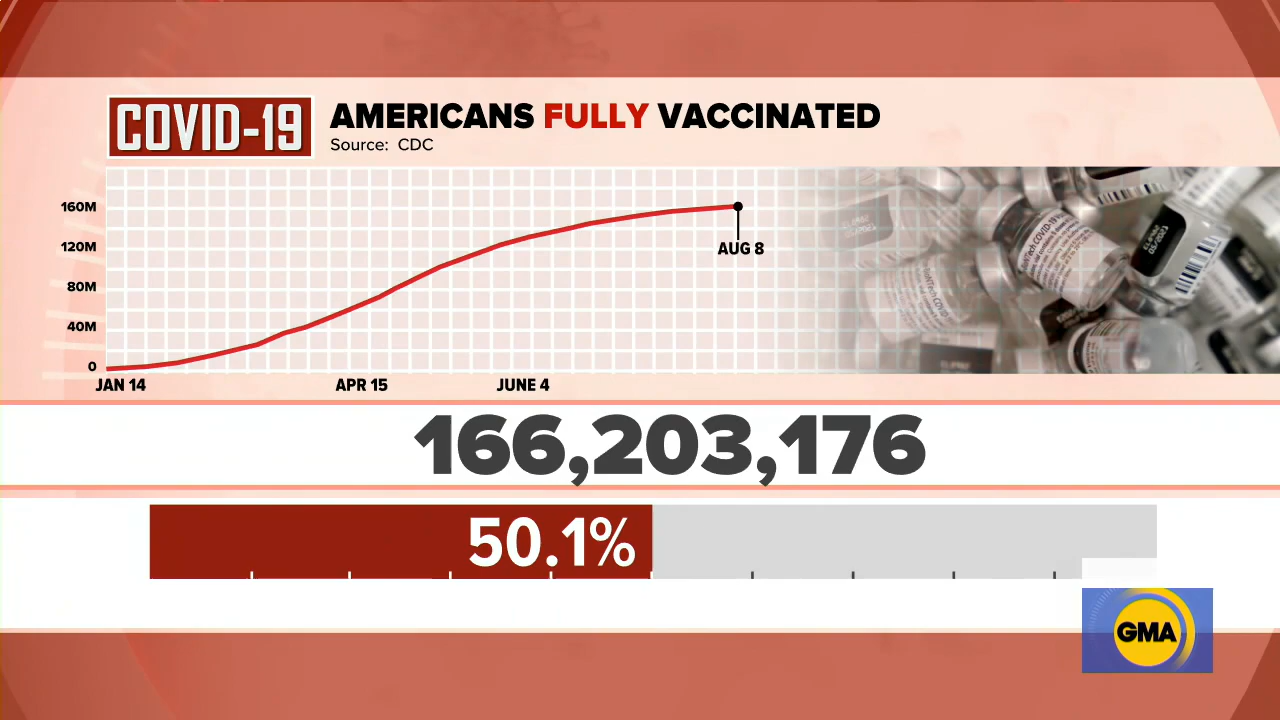 COVID-19
AMERICANS FULLY VACCINATED
Source: CDC
160M
120M
80M
40M
0
AUG 8
JAN 14
APR 15
JUNE 4
166,203,176
50.1%
GMA